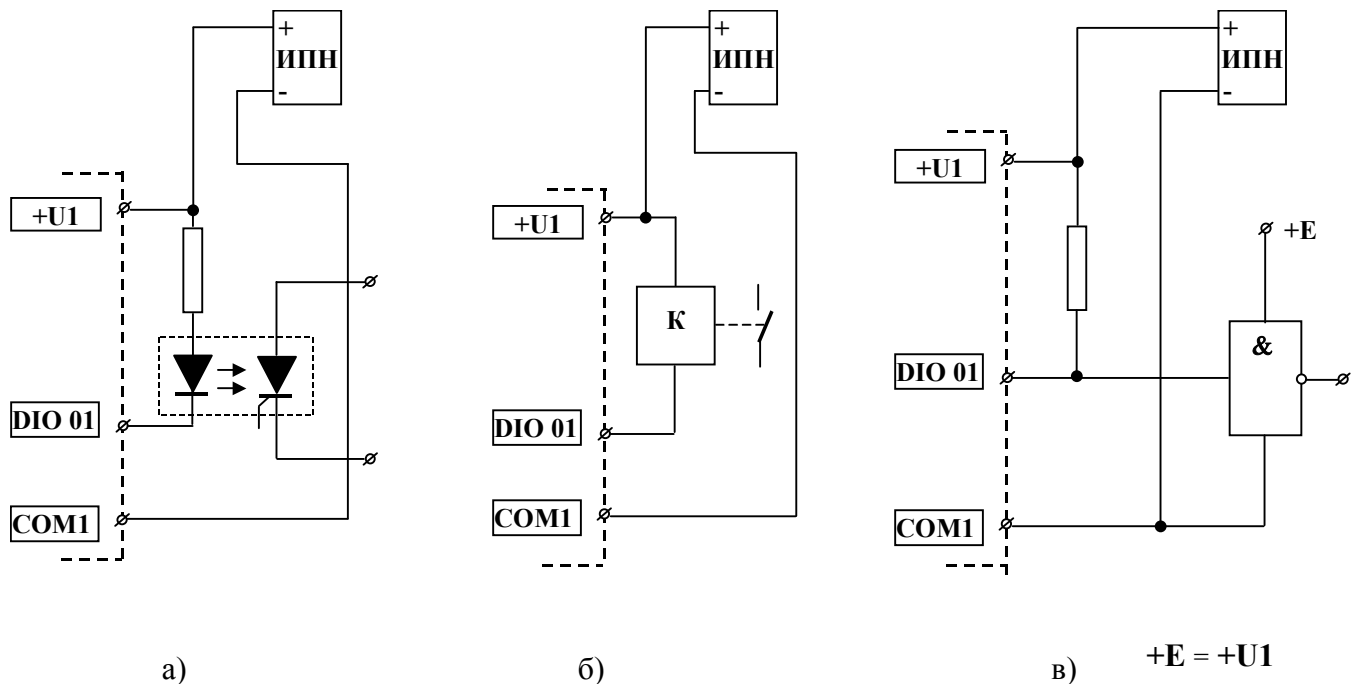 +
ИПН
-
+U1
DIO 01
COM1
а)
+
ИПН
-
+U1
К
DIO 01
COM1
б)
+
ИПН
-
+U1
+E
&
DIO 01
COM1
в)
+E = +U1